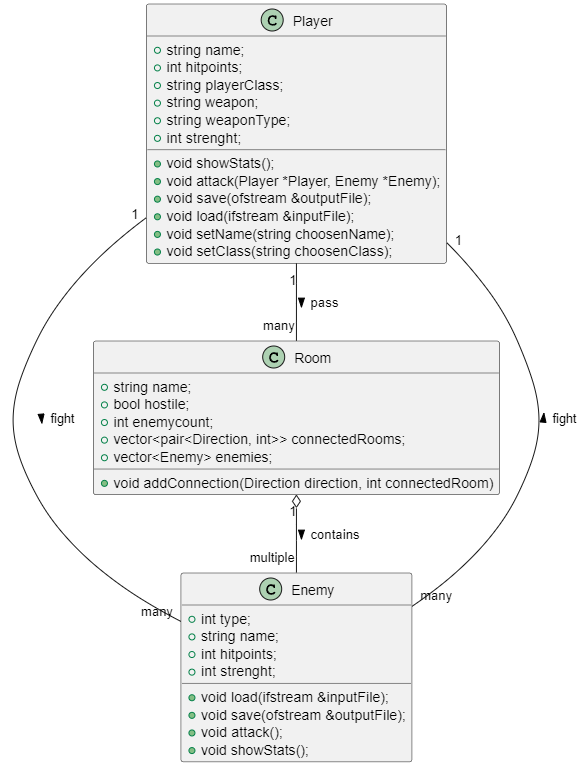 C Player
string name;
int hitpoints;
string playerClass;
string weapon;
string weaponType;
int strenght;
void showStats();
void attack(Player *Player, Enemy *Enemy);
void save(ofstream &outputFile);
void load(ifstream &inputFile);
void setName(string choosenName);
void setClass(string choosenClass);
1
1
1
pass
many
C Room
string name;
bool hostile;
int enemycount;
vector<pair<Direction, int>> connectedRooms;
vector<Enemy> enemies;
void addConnection(Direction direction, int connectedRoom)
fight
fight
1
contains
multiple
C Enemy
many
many
int type;
string name;
int hitpoints;
int strenght;
void load(ifstream &inputFile);
void save(ofstream &outputFile);
void attack();
void showStats();